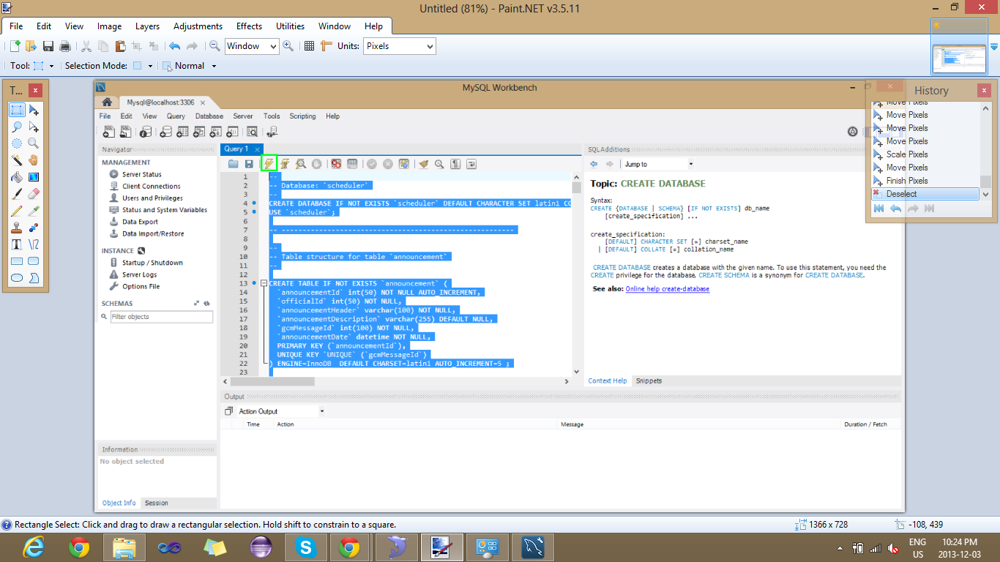 Untitled (81%) - Paint.NET v3.5.11
File Edit View Image Layers Adjustments Effects Utilities Window Help
Window Units: Pixels
Tool: Selection Mode: Normal
T...
MySQL Workbench
Mysql@localhost:3306
File Edit View Query Database Server Tools Scripting Help
Navigator
MANAGEMENT
Server Status
Client Connections
Users and Privileges
Status and System Variables
Data Export
Data Import/Restore
INSTANCE
Startup / Shutdown
Server Logs
Options File
SCHEMAS
Filter objects
Information
No object selected
Object Info Session
Query 1
1 --
2 -- Database: `scheduler`
3 --
4 CREATE DATABASE IF NOT EXISTS `scheduler` DEFAULT CHARACTER SET latin1 CO
5 USE `scheduler`;
6
7 -- --------------------------------------------------------
8
9 --
10 -- Table structure for table `announcement`
11 --
12
13 CREATE TABLE IF NOT EXISTS `announcement` (
14 `announcementId` int(50) NOT NULL AUTO_INCREMENT,
15 `officialId` int(50) NOT NULL,
16 `announcementHeader` varchar(100) NOT NULL,
17 `announcementDescription` varchar(255) DEFAULT NULL,
18 `gcmMessageId` int(100) NOT NULL,
19 `announcementDate` datetime NOT NULL,
20 PRIMARY KEY (`announcementId`),
21 UNIQUE KEY `UNIQUE` (`gcmMessageId`)
22 ) ENGINE=InnoDB DEFAULT CHARSET=latin1 AUTO_INCREMENT=5 ;
23
SQL Additions
Jump to
Topic: CREATE DATABASE
Syntax:
CREATE {DATABASE | SCHEMA} [IF NOT EXISTS] db_name
[create_specification] ...
create_specification:
[DEFAULT] CHARACTER SET [=] charset_name
| [DEFAULT] COLLATE [=] collation_name
CREATE DATABASE creates a database with the given name. To use this statement, you need the
CREATE privilege for the database. CREATE SCHEMA is a synonym for CREATE DATABASE.
See also: Online help create-database
Context Help Snippets
Output
Action Output
Time Action Message Duration / Fetch
History
Move Pixels
Move Pixels
Move Pixels
Move Pixels
Scale Pixels
Move Pixels
Finish Pixels
Deselect
Rectangle Select: Click and drag to draw a rectangular selection. Hold shift to constrain to a square.
1366 x 728
-108, 439
ENG
US
10:24 PM
2013-12-03